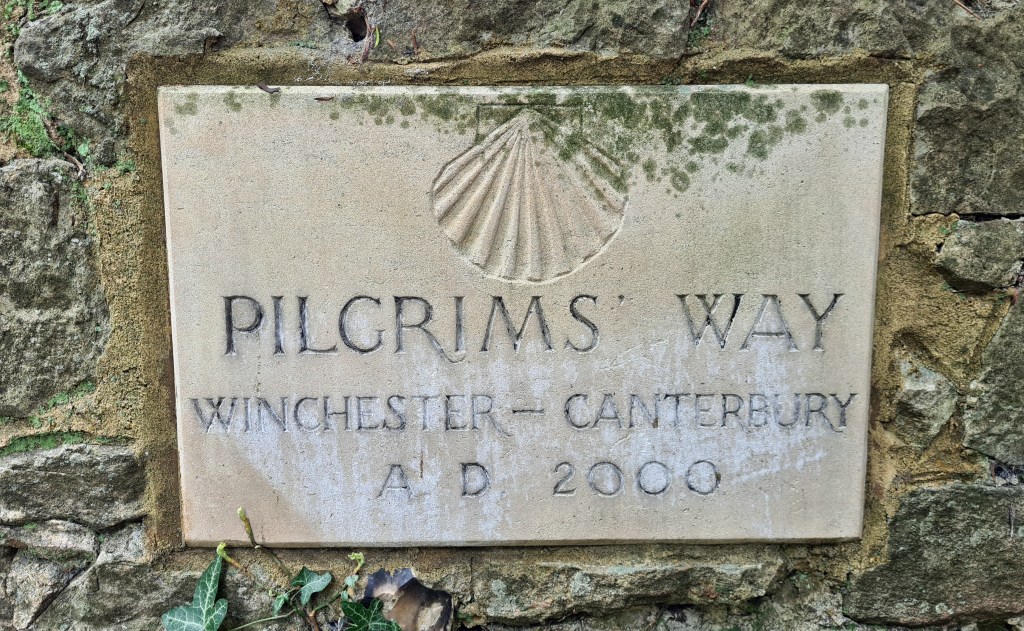 PILGRIMS' WAY
WINCHESTER – CANTERBURY
A D 2000